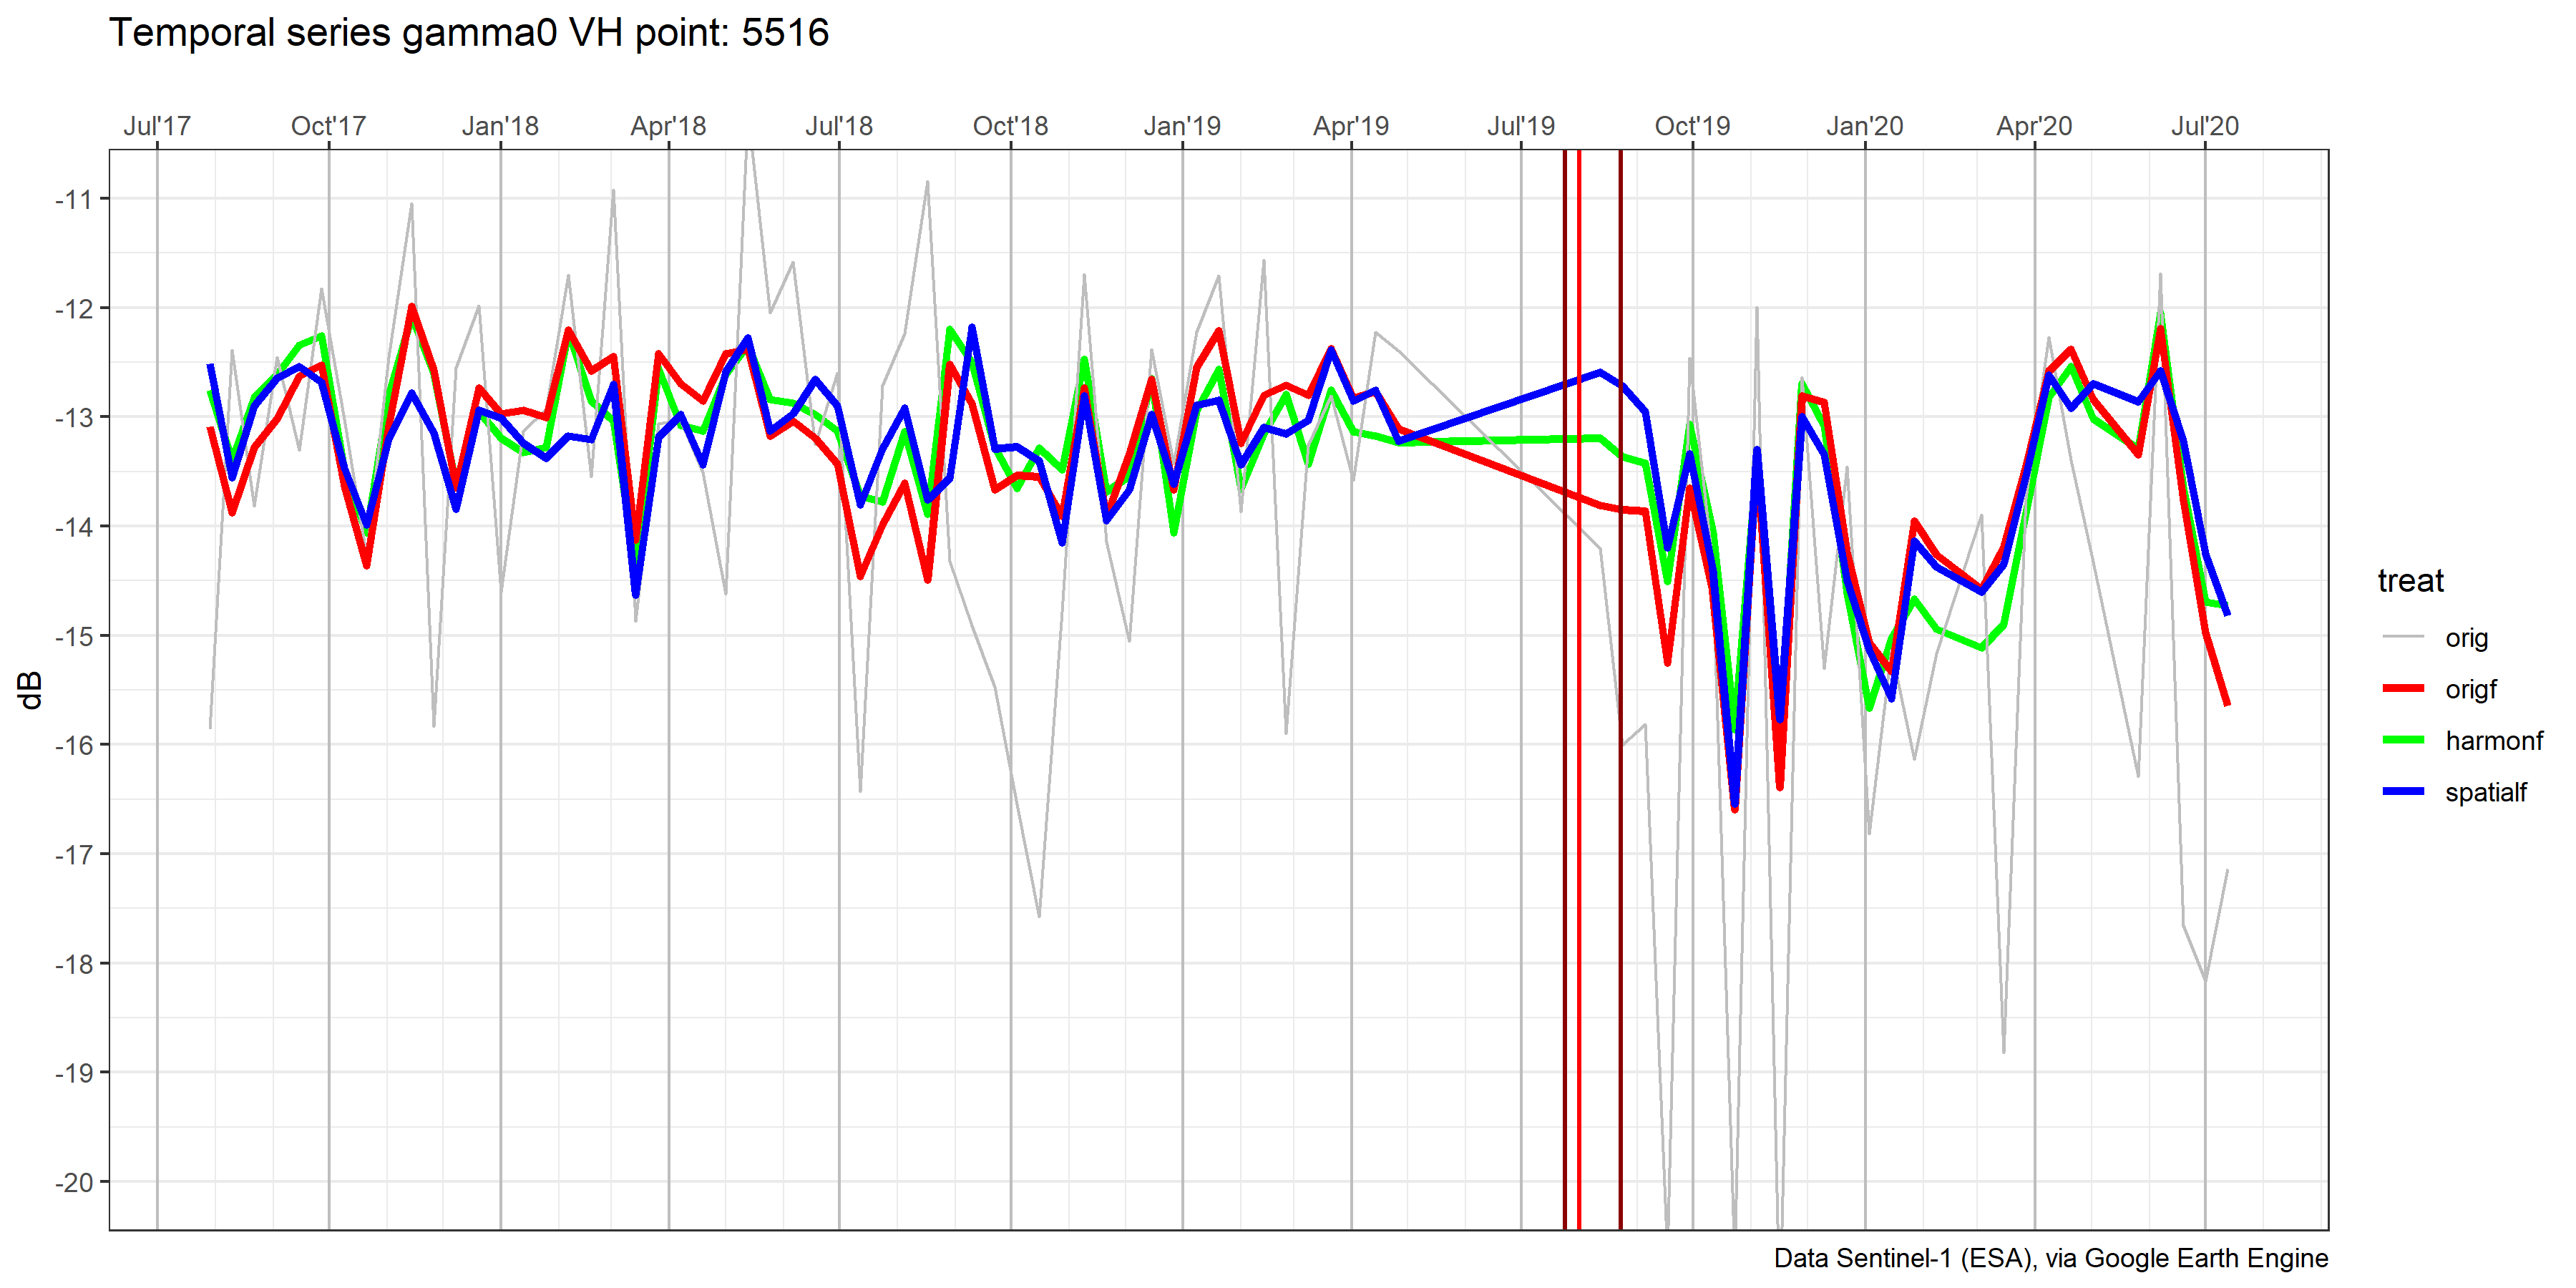 Temporal series gamma0 VH point: 5516
Jul'17 Oct'17 Jan'18 Apr'18 Jul'18 Oct'18 Jan'19 Apr'19 Jul'19 Oct'19 Jan'20 Apr'20 Jul'20
-11
-12
-13
-14
-15
-16
-17
-18
-19
-20
dB
treat
orig
origf
harmonf
spatialf
Data Sentinel-1 (ESA), via Google Earth Engine